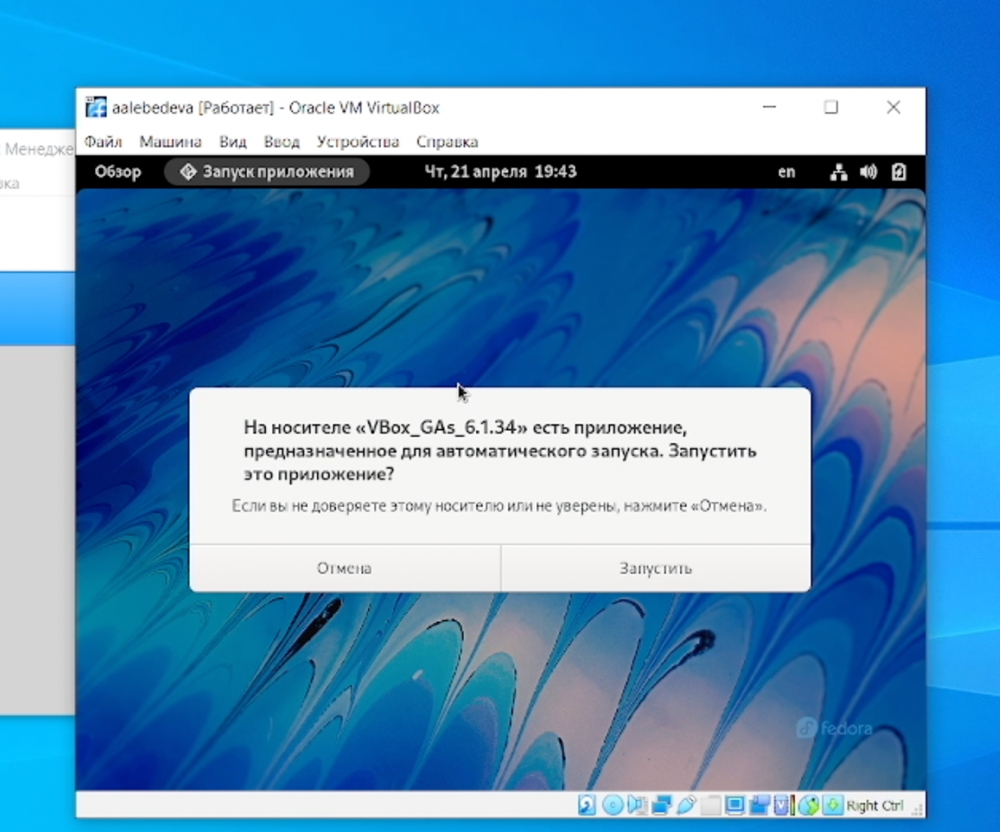 aalebedeva [Работает] - Oracle VM VirtualBox
Менедже
Файл Машина Вид Ввод Устройства Справка
вка
Обзор Запуск приложения Чт, 21 апреля 19:43 en
На носителе «VBox_GAs_6.1.34» есть приложение,
предназначенное для автоматического запуска. Запустить
это приложение?
Если вы не доверяете этому носителю или не уверены, нажмите «Отмена».
Отмена Запустить
fedora
Right Ctrl